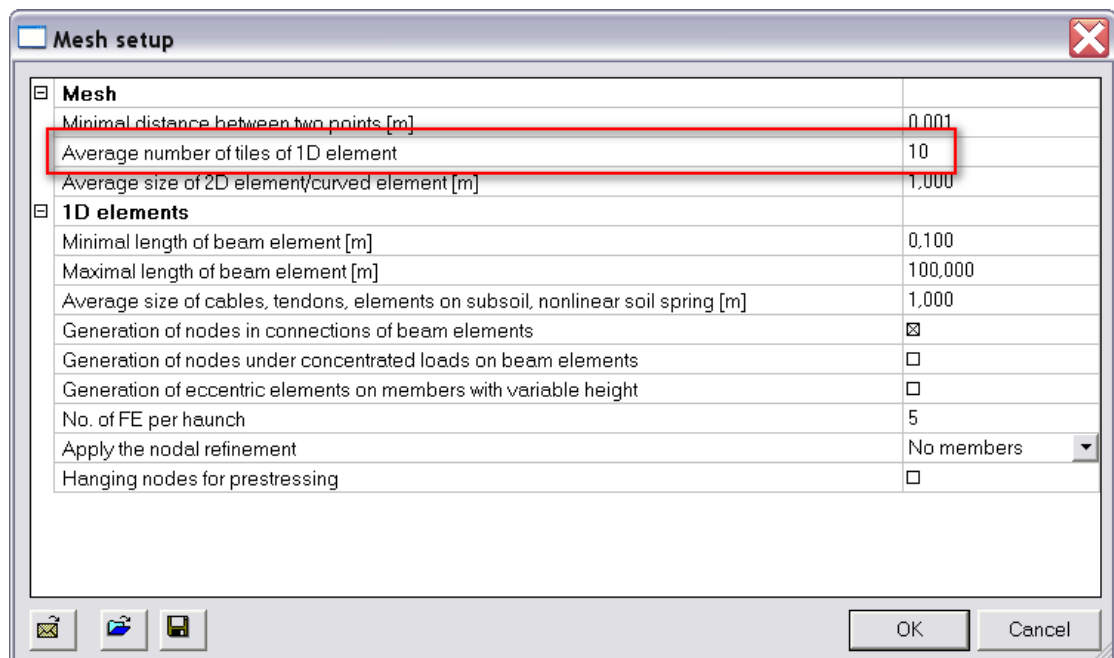 Mesh setup
Mesh
Minimal distance between two points [m] 0,001
Average number of tiles of 1D element 10
Average size of 2D element/curved element [m] 1,000
1D elements
Minimal length of beam element [m] 0,100
Maximal length of beam element [m] 100,000
Average size of cables, tendons, elements on subsoil, nonlinear soil spring [m] 1,000
Generation of nodes in connections of beam elements
Generation of nodes under concentrated loads on beam elements
Generation of eccentric elements on members with variable height
No. of FE per haunch 5
Apply the nodal refinement No members
Hanging nodes for prestressing
OK Cancel